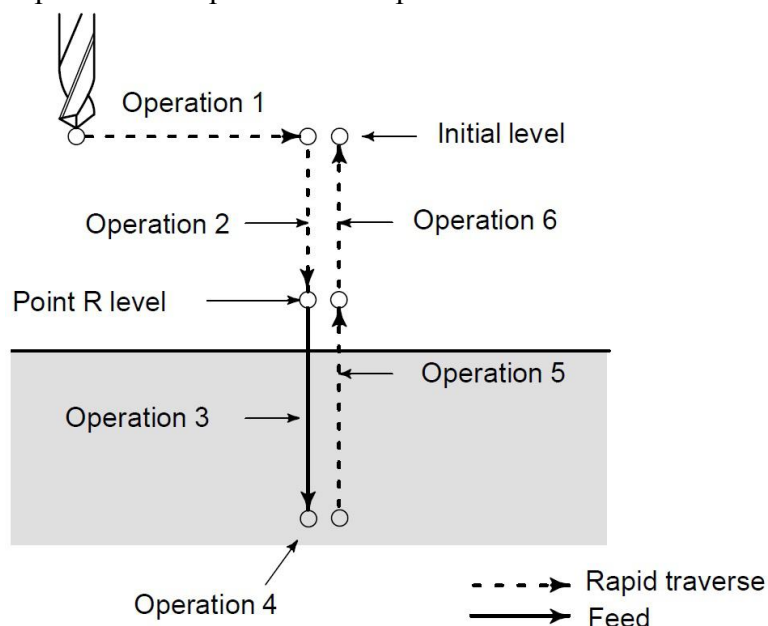 Operation 1
Initial level
Operation 2
Operation 6
Point R level
Operation 5
Operation 3
Operation 4
Rapid traverse
Feed